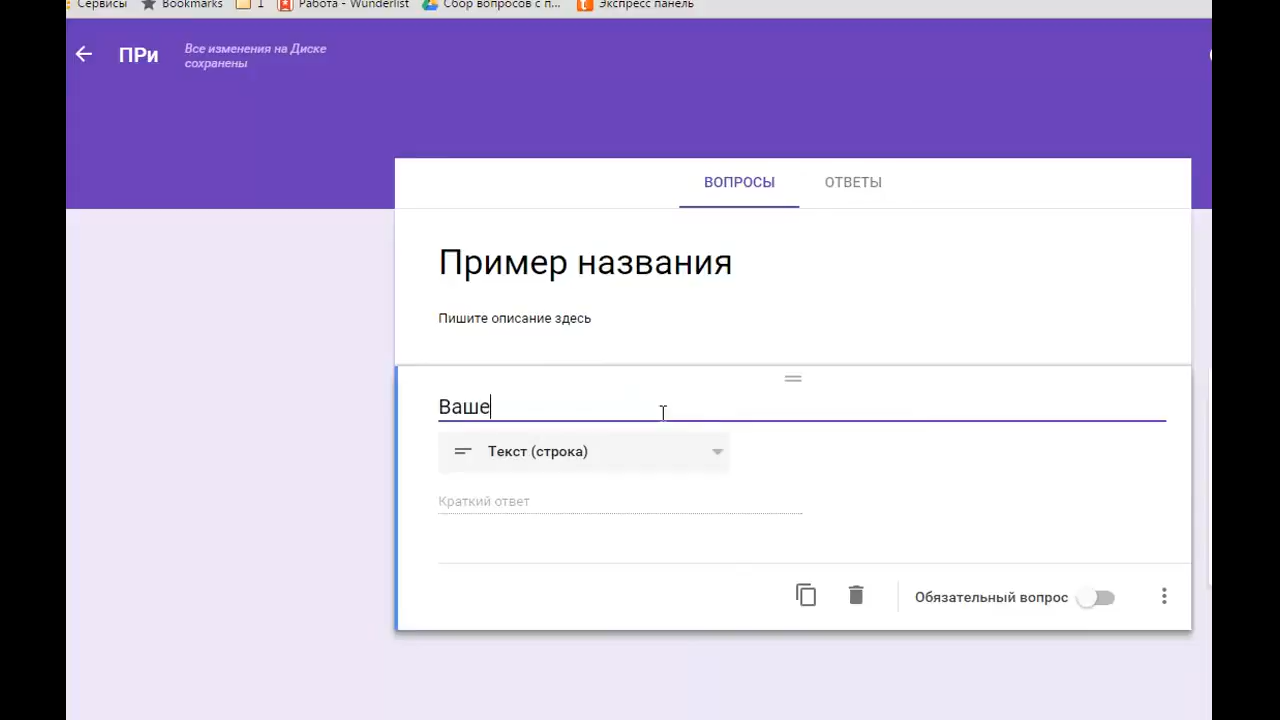 Сервисы Bookmarks 1 Работа - Wunderlist Сбор вопросов с п... Экспресс панель
ПРи
Все изменения на Диске
сохранены
ВОПРОСЫ ОТВЕТЫ
Пример названия
Пишите описание здесь
Ваше
Текст (строка)
Краткий ответ
Обязательный вопрос